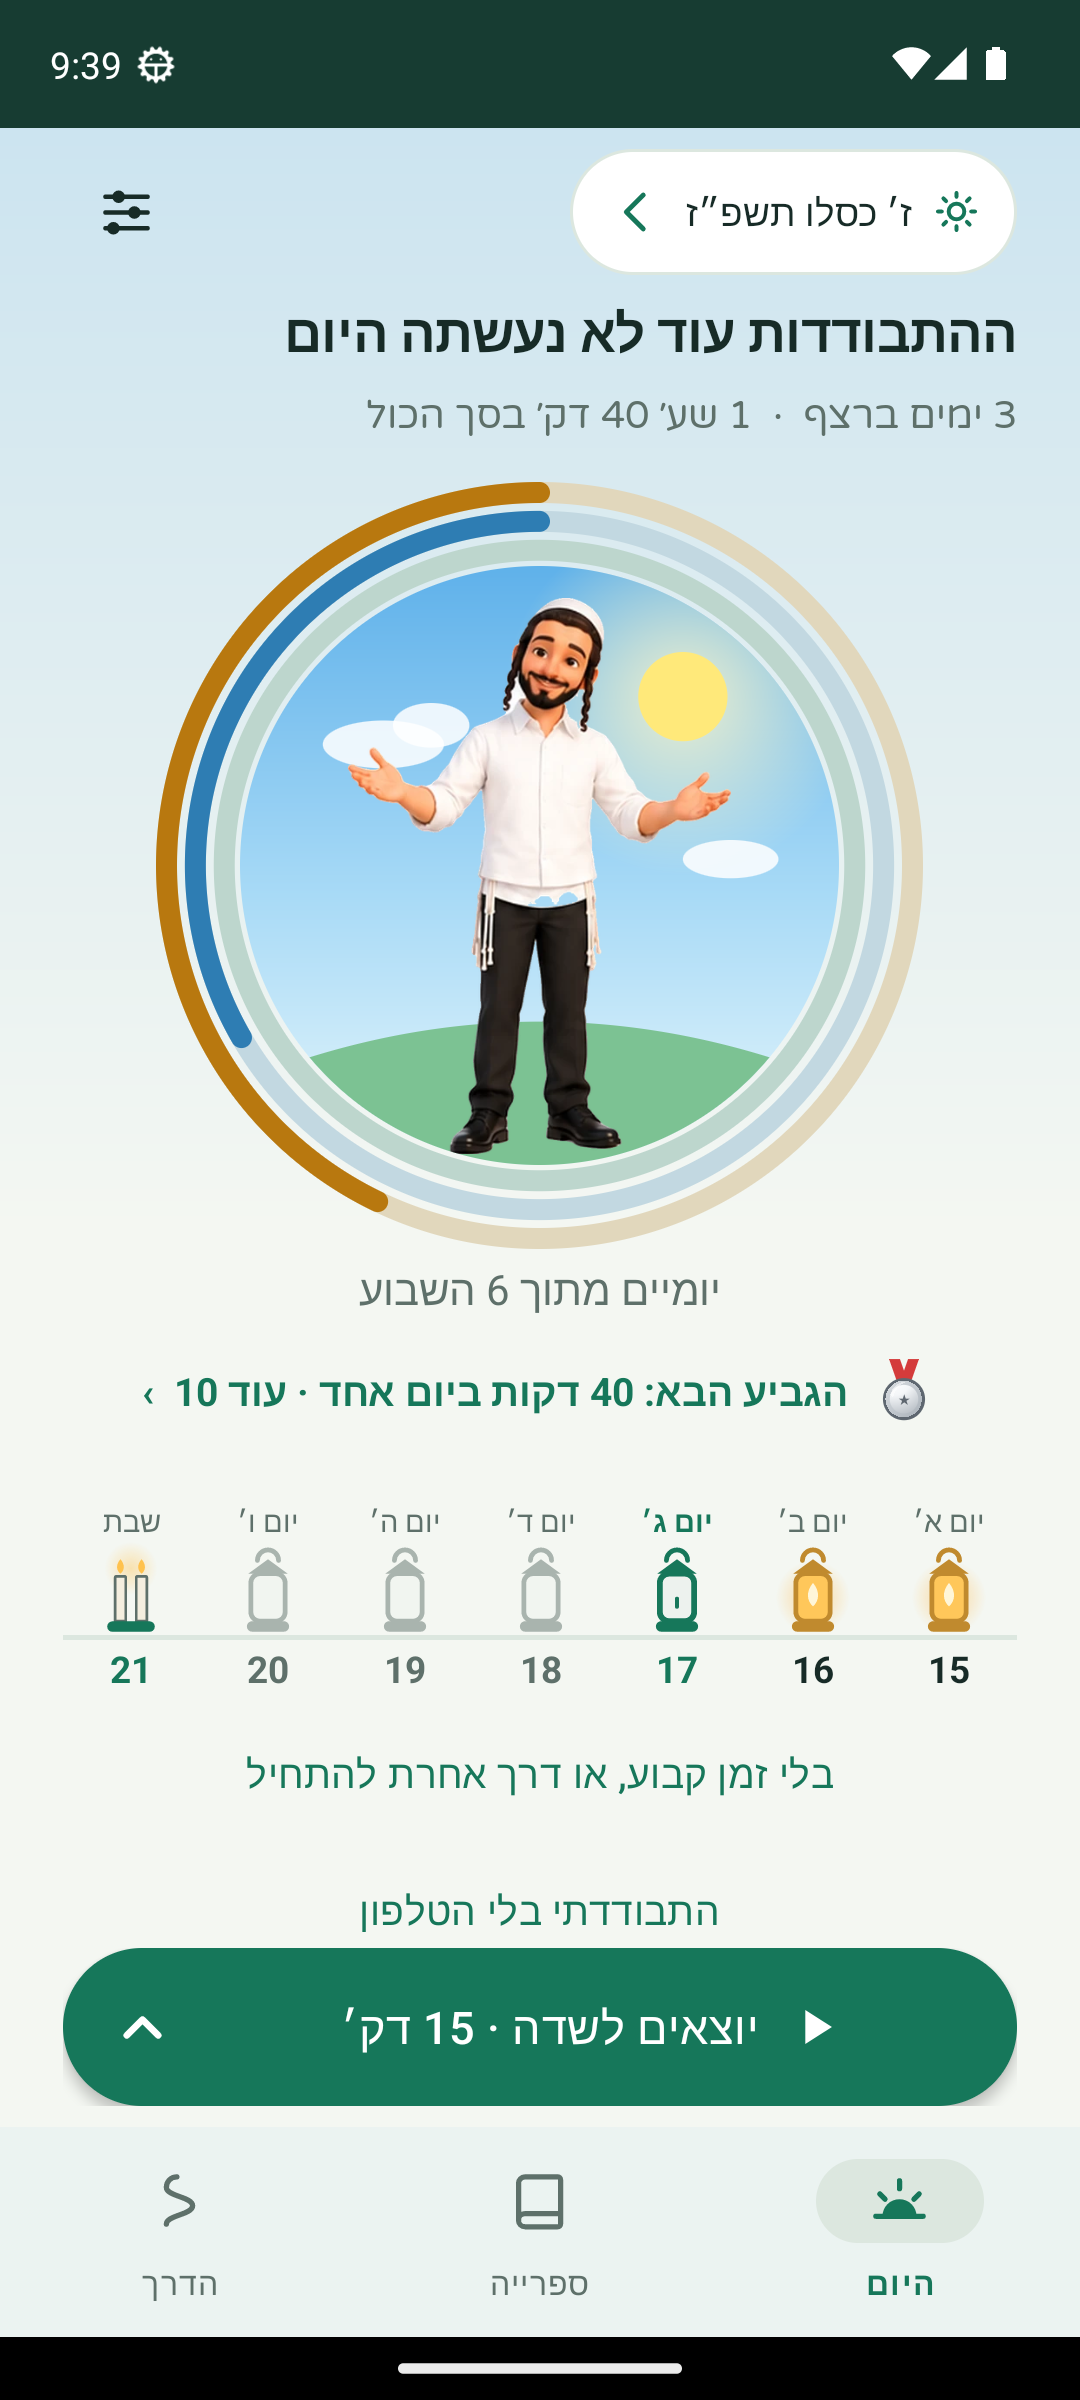 9:39
ז׳ כסלו תשפ״ז
ההתבודדות עוד לא נעשתה היום
3 ימים ברצף · 1 שע׳ 40 דק׳ בסך הכול
יומיים מתוך 6 השבוע
הגביע הבא: 40 דקות ביום אחד · עוד 10 ›
יום א׳ יום ב׳ יום ג׳ יום ד׳ יום ה׳ יום ו׳ שבת
15 16 17 18 19 20 21
בלי זמן קבוע, או דרך אחרת להתחיל
התבודדתי בלי הטלפון
יוצאים לשדה · 15 דק׳
היום ספרייה הדרך